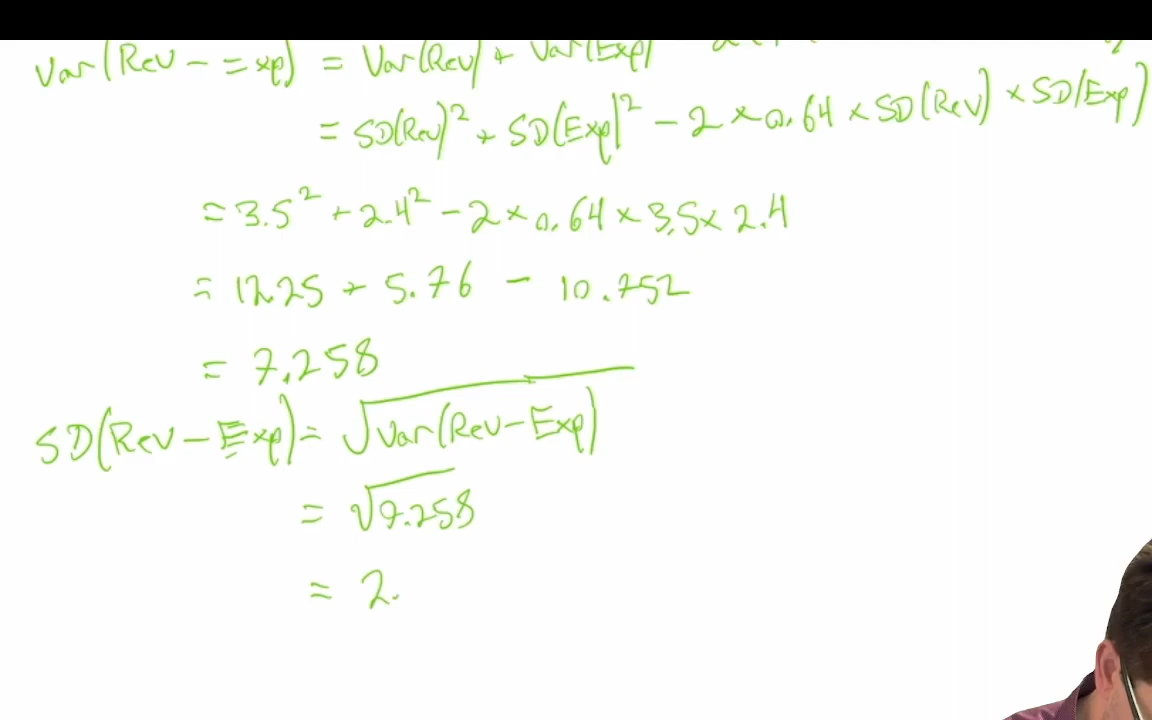 Var(Rev - Exp) = Var(Rev) + Var(Exp) - 2
= SD(Rev)² + SD(Exp)² - 2 × 0.64 × SD(Rev) × SD(Exp)
= 3.5² + 2.4² - 2 × 0.64 × 3.5 × 2.4
= 12.25 + 5.76 - 10.752
= 7.258
SD(Rev - Exp) = √Var(Rev - Exp)
= √7.258
= 2.